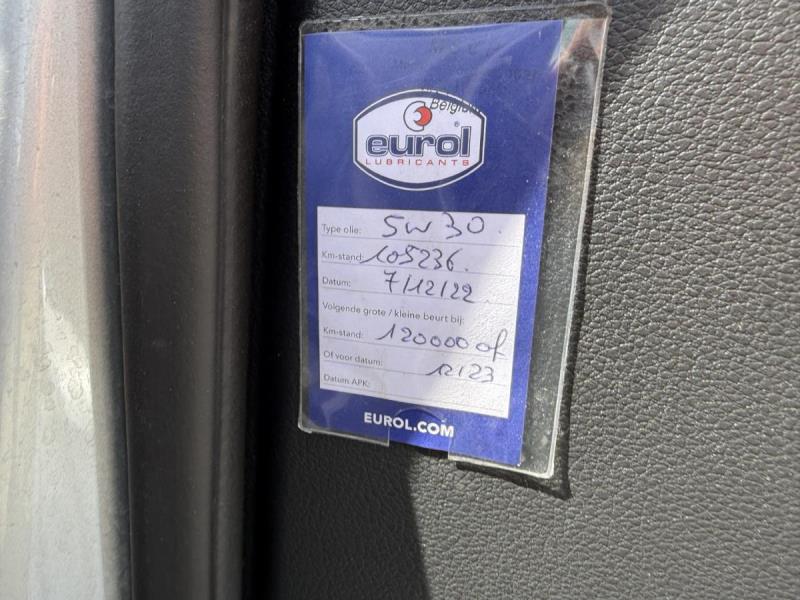 Belgium
eurol®
LUBRICANTS
Type olie: 5W30.
Km-stand: 105236.
Datum: 7/12/22.
Volgende grote / kleine beurt bij:
Km-stand: 120000 of
Of voor datum: 12/23
Datum APK:
EUROL.COM